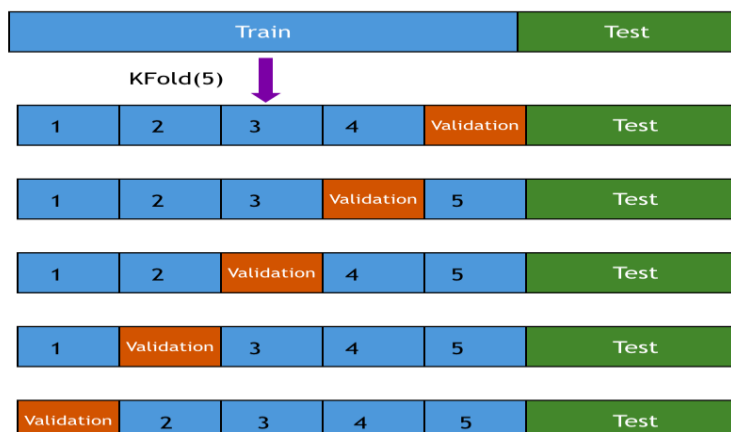 Train Test
KFold(5)
1 2 3 4 Validation Test
1 2 3 Validation 5 Test
1 2 Validation 4 5 Test
1 Validation 3 4 5 Test
Validation 2 3 4 5 Test